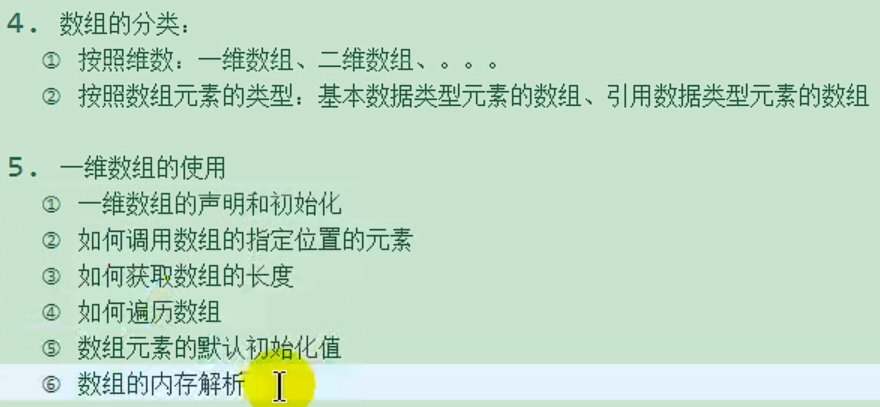 4. 数组的分类：
① 按照维数：一维数组、二维数组、。。。
② 按照数组元素的类型：基本数据类型元素的数组、引用数据类型元素的数组
5. 一维数组的使用
① 一维数组的声明和初始化
② 如何调用数组的指定位置的元素
③ 如何获取数组的长度
④ 如何遍历数组
⑤ 数组元素的默认初始化值
⑥ 数组的内存解析